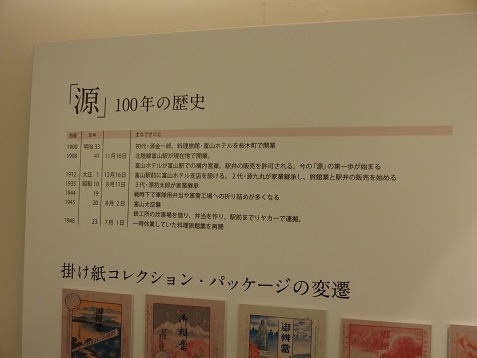 「源」100年の歴史
西暦 年号 主なできごと
1900 明治 33 初代・源金一郎、料理旅館・富山ホテルを桜木町で開業
1908 41 11月16日 北陸線富山駅が現在地で開業。
富山ホテルが富山駅での構内営業、駅弁の販売を許可される。今の「源」の第一歩が始まる
1912 大正 1 12月16日 富山駅前に富山ホテル支店を設ける。2代・源九丸が家業継承し、旅館業と駅弁の販売を始める
1935 昭和 10 8月11日 3代・源初太郎が家業継承
1944 19 戦時下で軍隊用弁当や軍需工場への折り詰めが多くなる
1945 20 8月2日 富山大空襲
鉄工所の炊事場を借り、弁当を作り、駅前までリヤカーで運搬。
1948 23 7月1日 一時休業していた料理旅館業を再開
掛け紙コレクション・パッケージの変遷
御辨当
御辨当